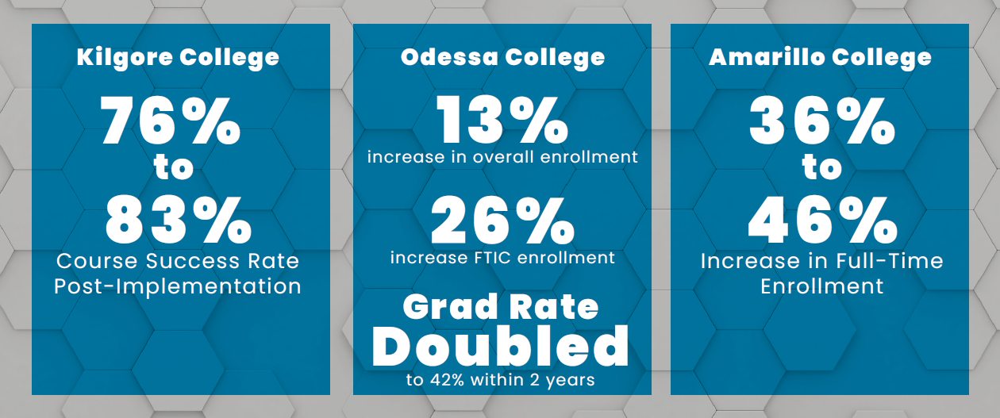 Kilgore College
76%
to
83%
Course Success Rate
Post-Implementation
Odessa College
13%
increase in overall enrollment
26%
increase FTIC enrollment
Grad Rate
Doubled
to 42% within 2 years
Amarillo College
36%
to
46%
Increase in Full-Time
Enrollment